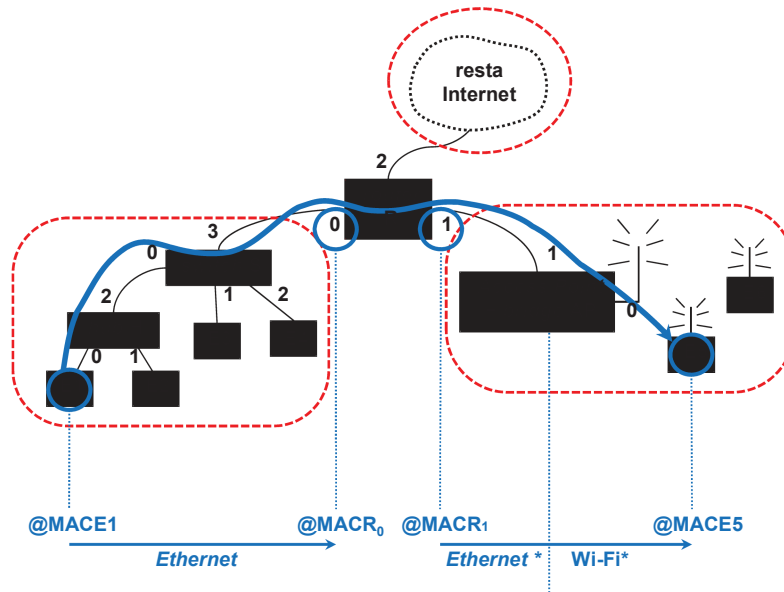 resta
Internet
2
3
0
1
0
1
2
2
1
0
0
1
@MACE1
@MACR0
@MACR1
@MACE5
Ethernet
Ethernet *
Wi-Fi*